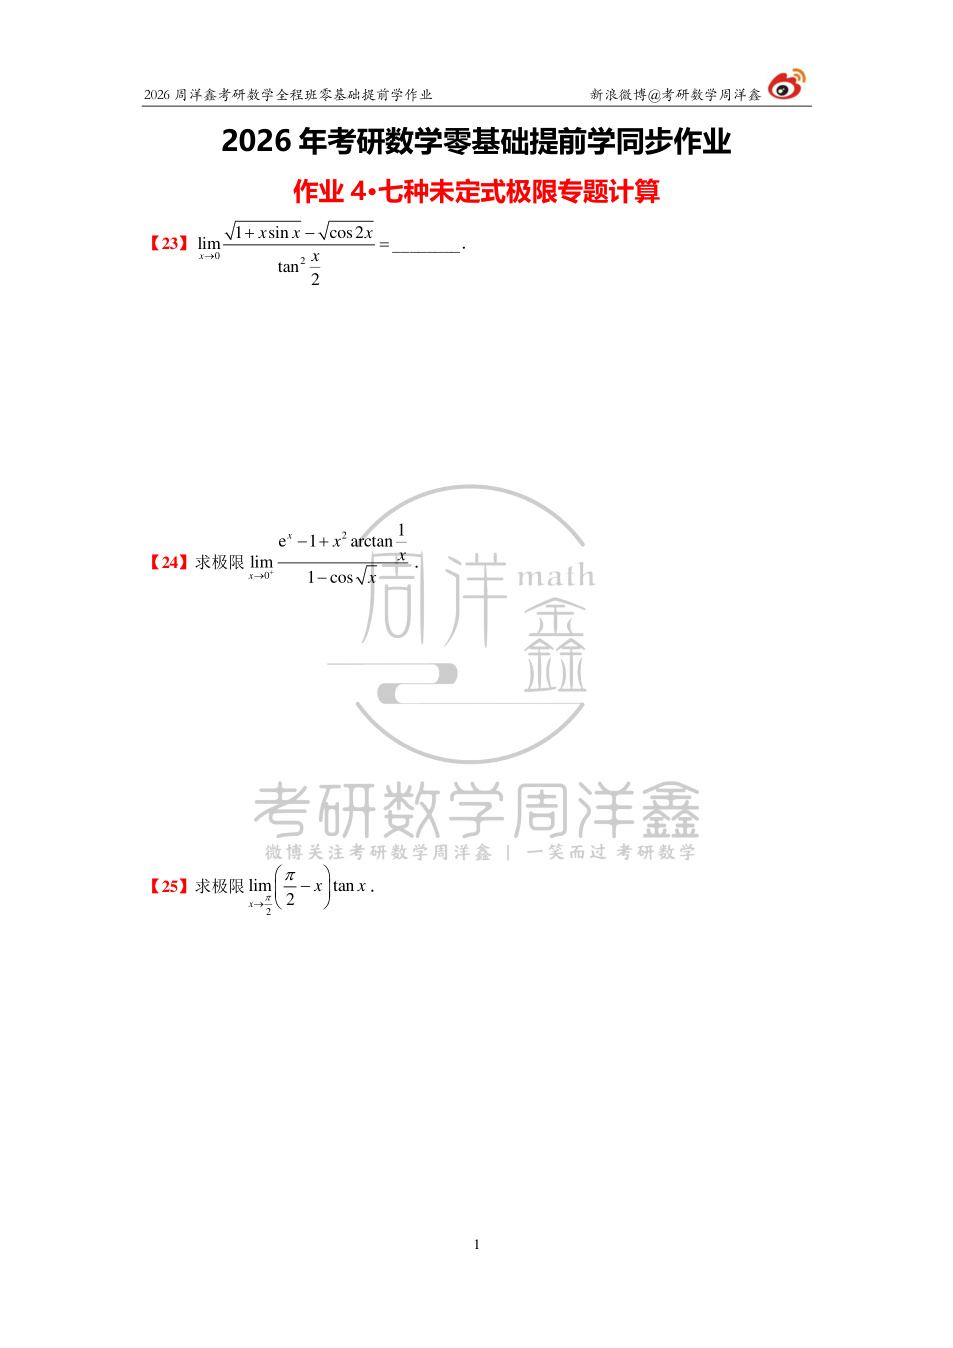 2026 周洋鑫考研数学全程班零基础提前学作业 新浪微博@考研数学周洋鑫
2026 年考研数学零基础提前学同步作业
作业 4•七种未定式极限专题计算
【23】lim_{x→0} (√(1+x sin x) − √(cos 2x)) / (tan² (x/2)) = ________.
【24】求极限 lim_{x→0⁺} (eˣ − 1 + x² arctan (1/x)) / (1 − cos √x).
周洋鑫 math
考研数学周洋鑫
微博关注考研数学周洋鑫 | 一笑而过 考研数学
【25】求极限 lim_{x→π/2} (π/2 − x) tan x.
1